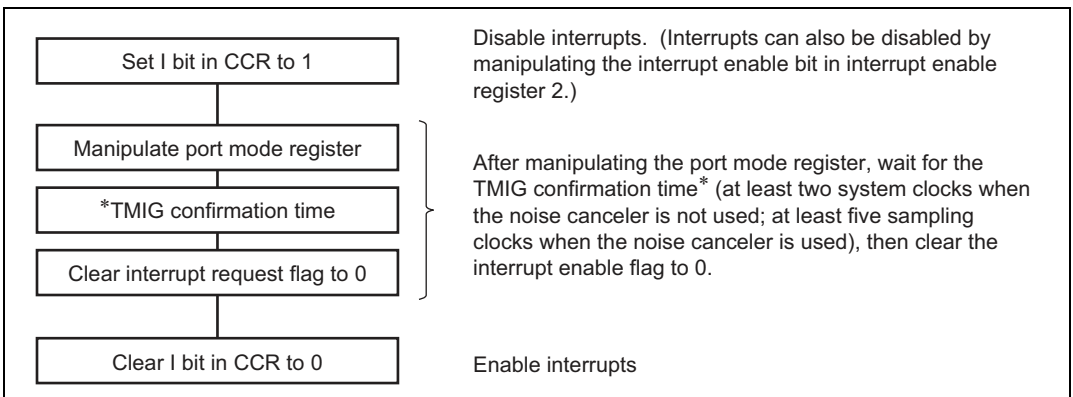 Set I bit in CCR to 1
Disable interrupts. (Interrupts can also be disabled by
manipulating the interrupt enable bit in interrupt enable
register 2.)
Manipulate port mode register
*TMIG confirmation time
Clear interrupt request flag to 0
After manipulating the port mode register, wait for the
TMIG confirmation time* (at least two system clocks when
the noise canceler is not used; at least five sampling
clocks when the noise canceler is used), then clear the
interrupt enable flag to 0.
Clear I bit in CCR to 0
Enable interrupts